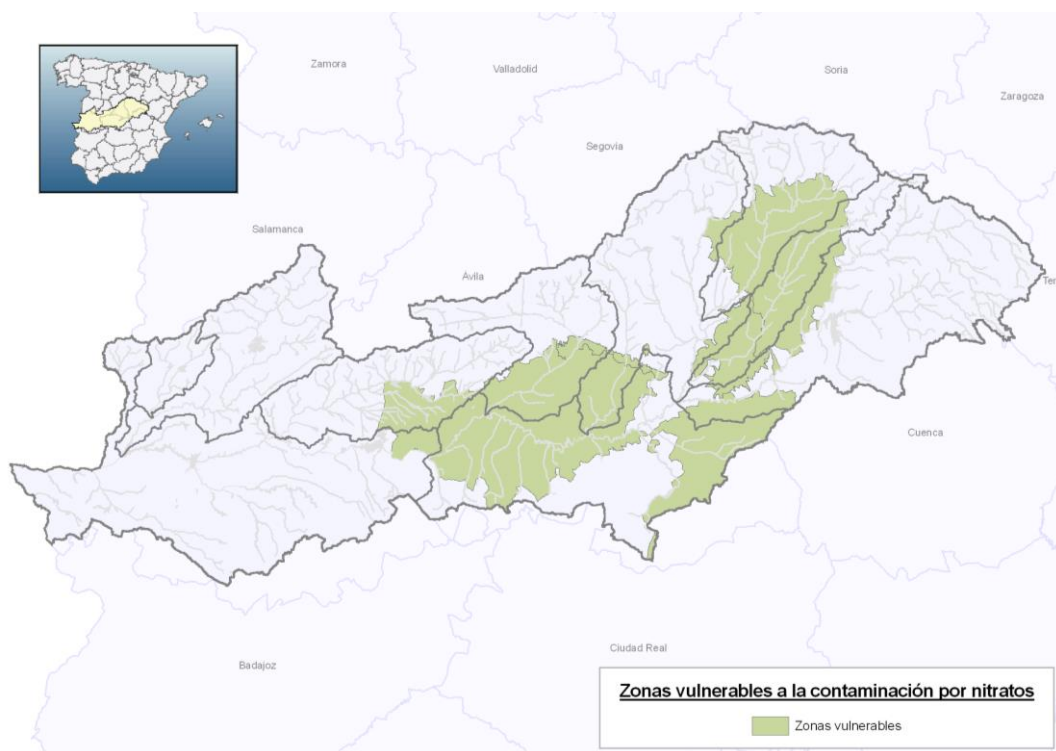 Zamora
Valladolid
Soria
Zaragoza
Segovia
Salamanca
Ávila
Ter
Cuenca
Ciudad Real
Badajoz
Zonas vulnerables a la contaminación por nitratos
Zonas vulnerables